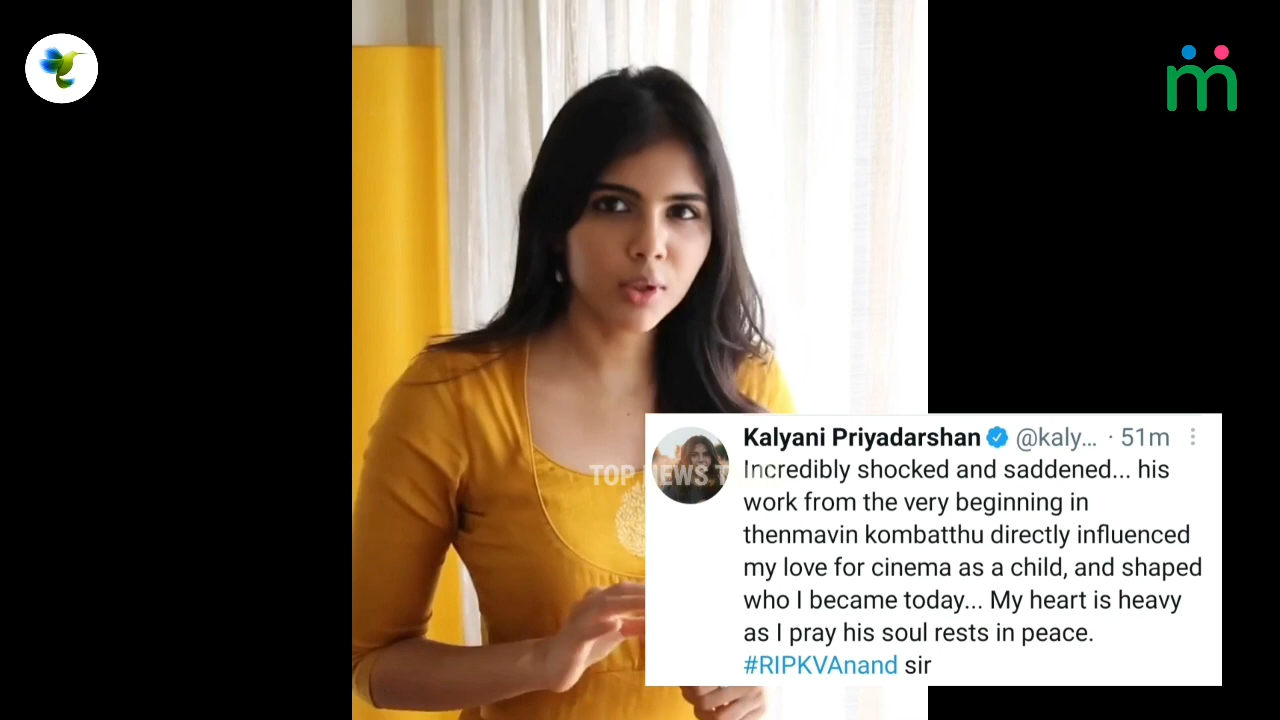 Kalyani Priyadarshan @kaly... · 51m
TOP NEWS T
Incredibly shocked and saddened... his
work from the very beginning in
thenmavin kombatthu directly influenced
my love for cinema as a child, and shaped
who I became today... My heart is heavy
as I pray his soul rests in peace.
#RIPKVAnand sir
m